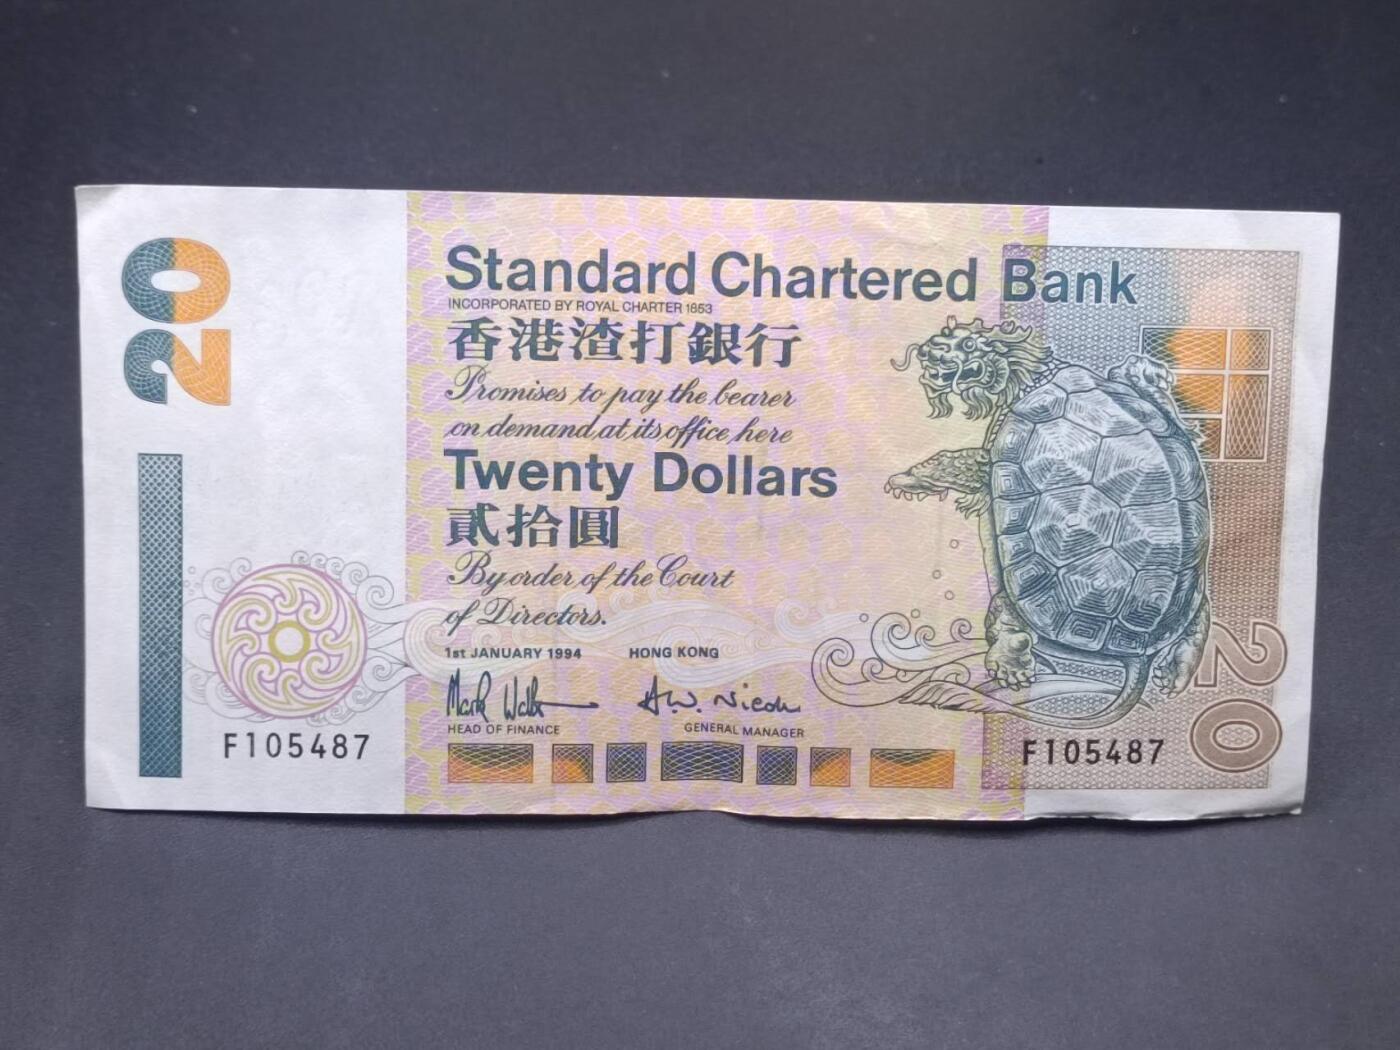 20
Standard Chartered Bank
INCORPORATED BY ROYAL CHARTER 1853
香港渣打銀行
Promises to pay the bearer
on demand at its office here
Twenty Dollars
貳拾圓
By order of the Court
of Directors.
1st JANUARY 1994 HONG KONG
Mark
HEAD OF FINANCE GENERAL MANAGER
F105487 F105487
20